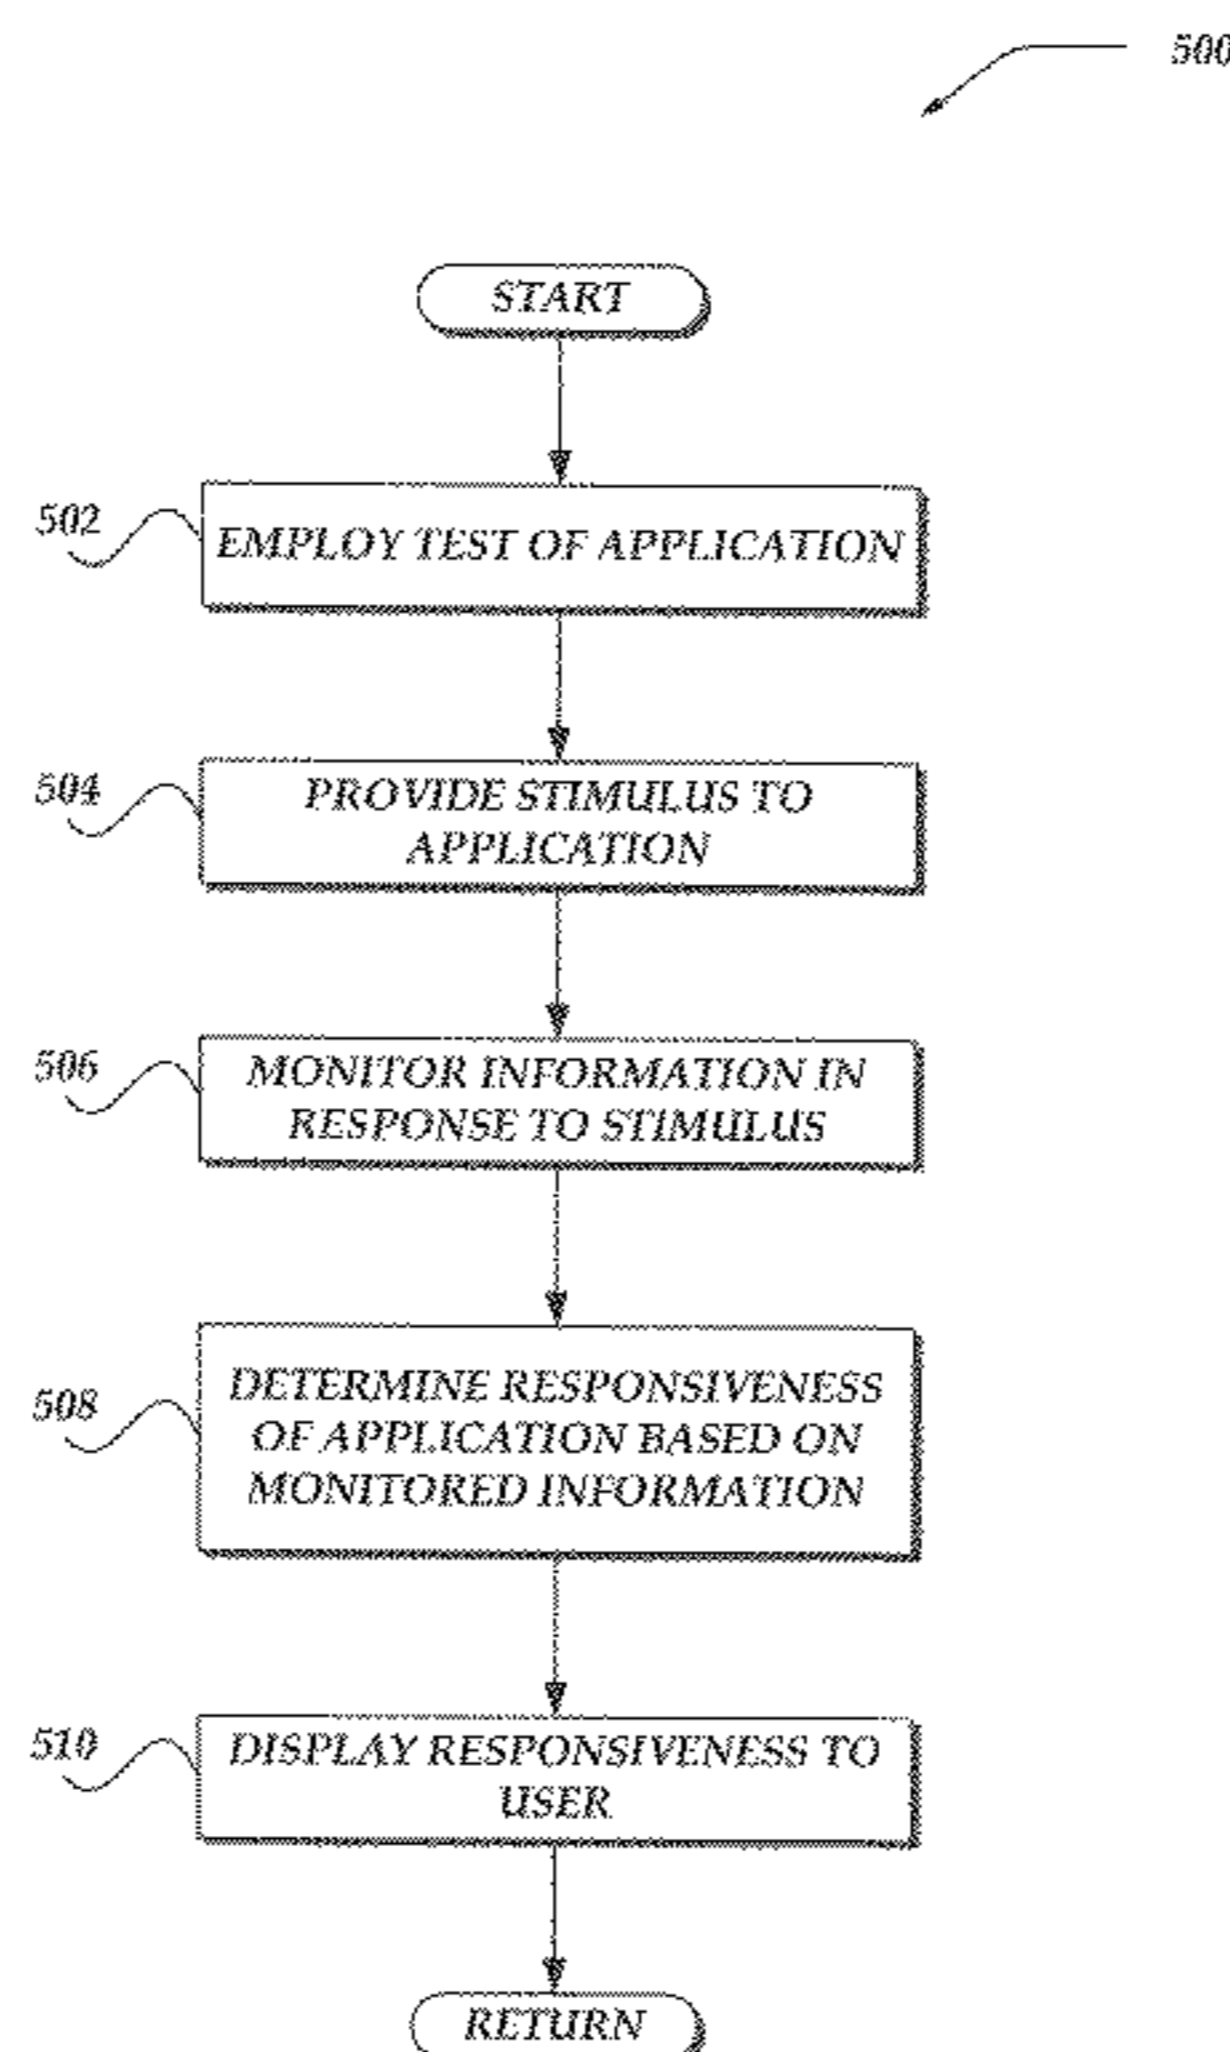 500
START
502
EMPLOY TEST OF APPLICATION
504
PROVIDE STIMULUS TO
APPLICATION
506
MONITOR INFORMATION IN
RESPONSE TO STIMULUS
508
DETERMINE RESPONSIVENESS
OF APPLICATION BASED ON
MONITORED INFORMATION
510
DISPLAY RESPONSIVENESS TO
USER
RETURN